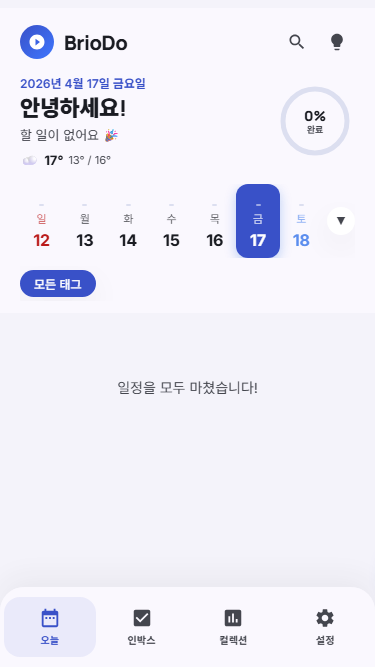 BrioDo
2026년 4월 17일 금요일
안녕하세요!
할 일이 없어요 🎉
17° 13° / 16°
0%
완료
– – – – – – –
일 월 화 수 목 금 토
12 13 14 15 16 17 18
▼
모든 태그
일정을 모두 마쳤습니다!
오늘 인박스 컬렉션 설정